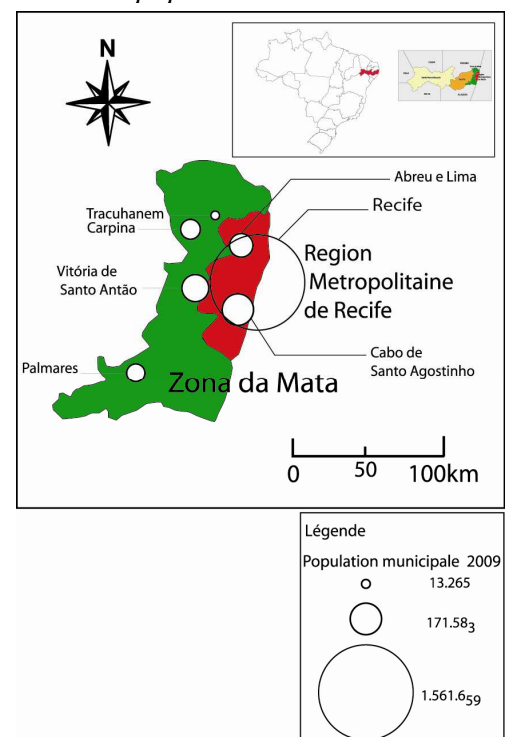 N
Abreu e Lima
Recife
Tracuhanem
Carpina
Region
Metropolitaine
de Recife
Vitória de
Santo Antão
Cabo de
Santo Agostinho
Palmares
Zona da Mata
0 50 100km
Légende
Population municipale 2009
13.265
171.583
1.561.659